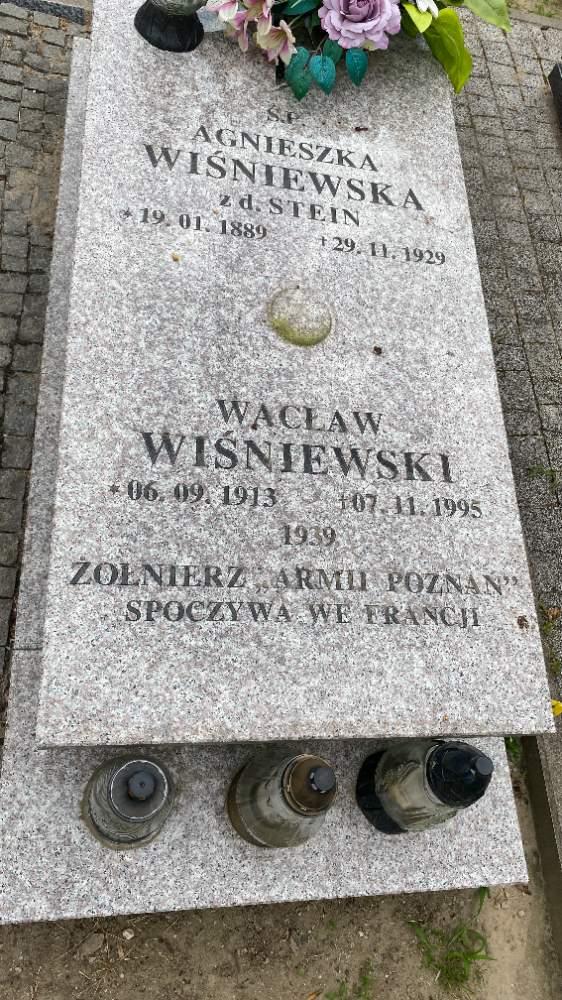 Ś.P.
AGNIESZKA
WIŚNIEWSKA
z d. STEIN
*19. 01. 1889 †29. 11. 1929
WACŁAW
WIŚNIEWSKI
*06. 09. 1913 †07. 11. 1995
1939
ŻOŁNIERZ „ARMII POZNAŃ”
SPOCZYWA WE FRANCJI